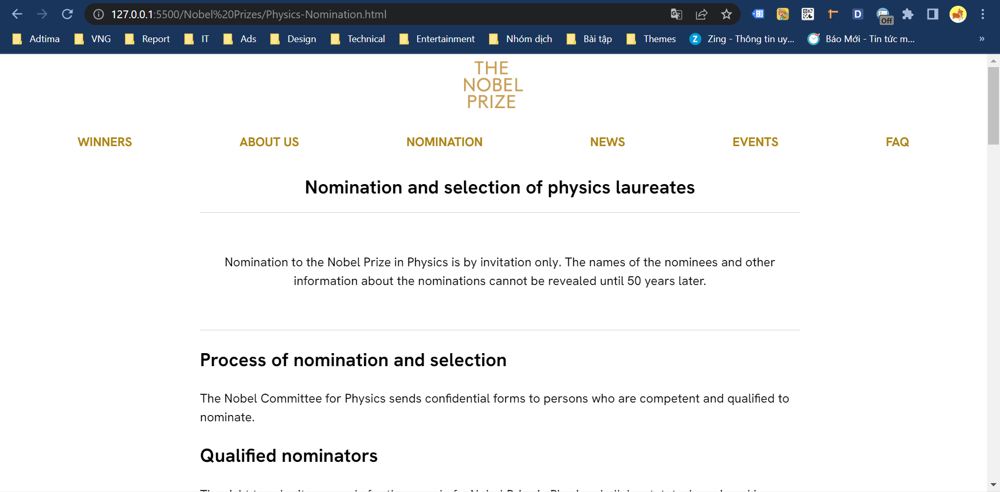 127.0.0.1:5500/Nobel%20Prizes/Physics-Nomination.html
Off
Adtima VNG Report IT Ads Design Technical Entertainment Nhóm dịch Bài tập Themes Zing - Thông tin uy... Báo Mới - Tin tức m... »
THE
NOBEL
PRIZE
WINNERS ABOUT US NOMINATION NEWS EVENTS FAQ
Nomination and selection of physics laureates
Nomination to the Nobel Prize in Physics is by invitation only. The names of the nominees and other
information about the nominations cannot be revealed until 50 years later.
Process of nomination and selection
The Nobel Committee for Physics sends confidential forms to persons who are competent and qualified to
nominate.
Qualified nominators